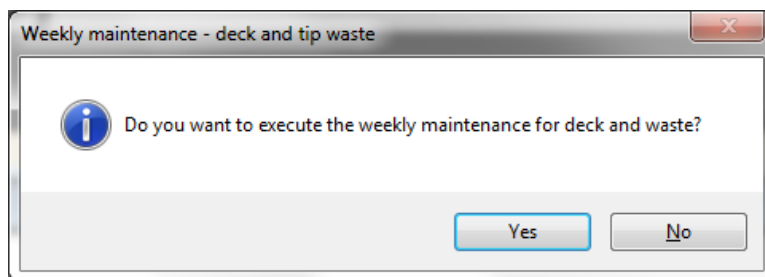 Weekly maintenance - deck and tip waste
Do you want to execute the weekly maintenance for deck and waste?
Yes No